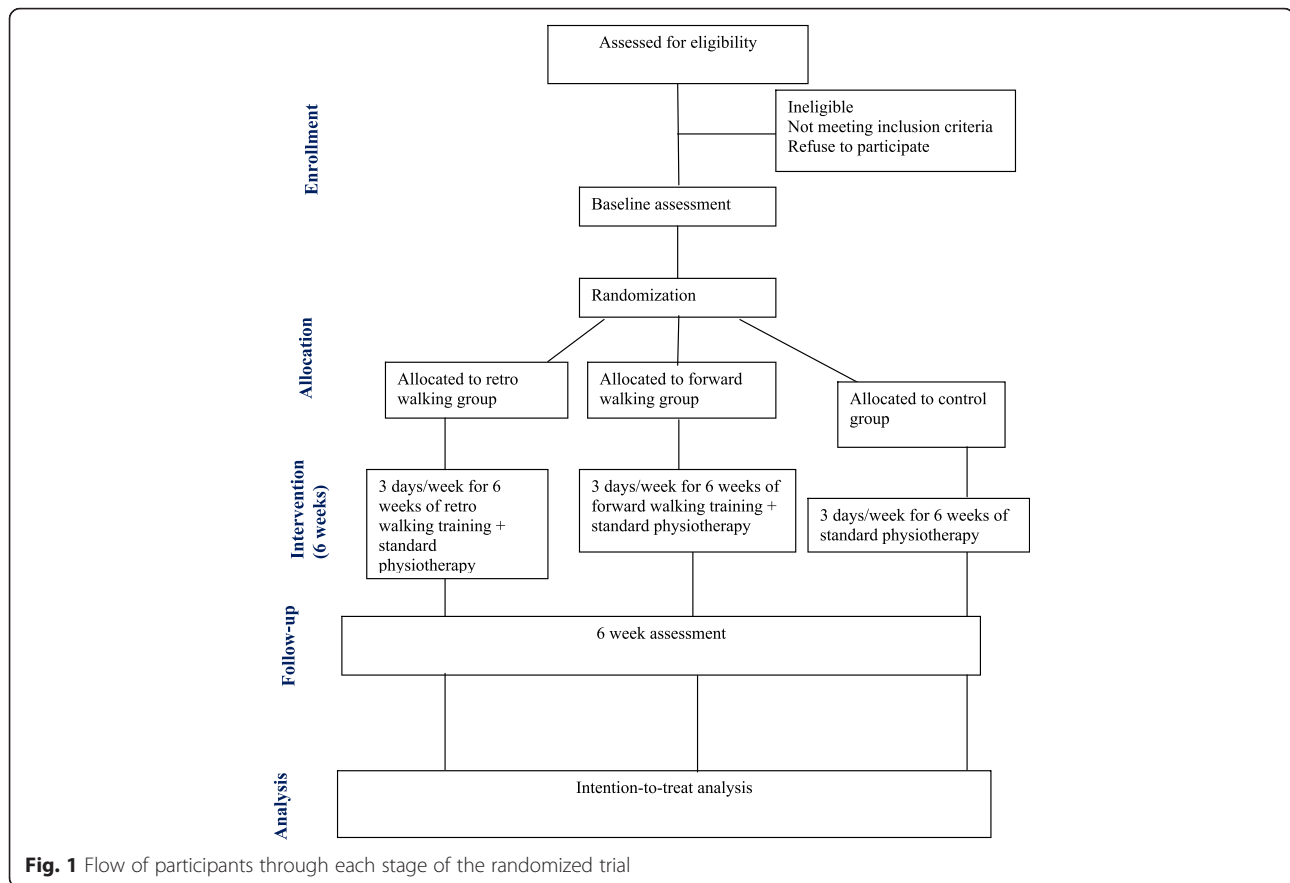 Assessed for eligibility
Enrollment
Ineligible
Not meeting inclusion criteria
Refuse to participate
Baseline assessment
Randomization
Allocation
Allocated to retro
walking group
Allocated to forward
walking group
Allocated to control
group
Intervention
(6 weeks)
3 days/week for 6
weeks of retro
walking training +
standard
physiotherapy
3 days/week for 6 weeks of
forward walking training +
standard physiotherapy
3 days/week for 6 weeks of
standard physiotherapy
Follow-up
6 week assessment
Analysis
Intention-to-treat analysis
Fig. 1 Flow of participants through each stage of the randomized trial